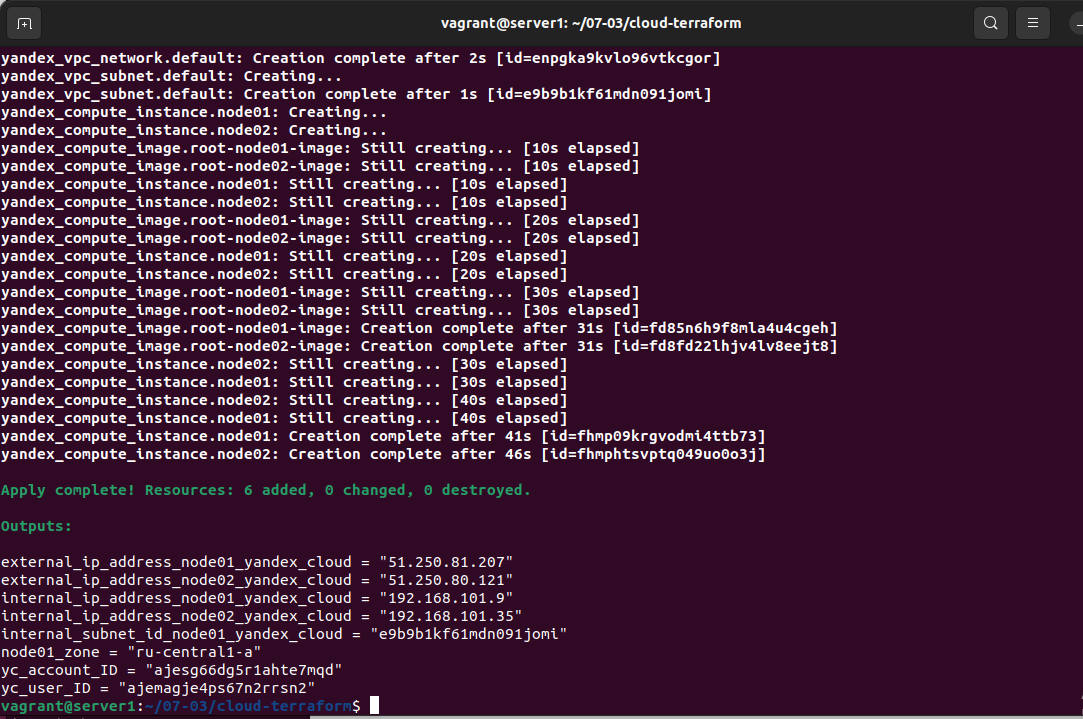 vagrant@server1: ~/07-03/cloud-terraform
yandex_vpc_network.default: Creation complete after 2s [id=enpgka9kvlo96vtkcgor]
yandex_vpc_subnet.default: Creating...
yandex_vpc_subnet.default: Creation complete after 1s [id=e9b9b1kf61mdn091jomi]
yandex_compute_instance.node01: Creating...
yandex_compute_instance.node02: Creating...
yandex_compute_image.root-node01-image: Still creating... [10s elapsed]
yandex_compute_image.root-node02-image: Still creating... [10s elapsed]
yandex_compute_instance.node01: Still creating... [10s elapsed]
yandex_compute_instance.node02: Still creating... [10s elapsed]
yandex_compute_image.root-node01-image: Still creating... [20s elapsed]
yandex_compute_image.root-node02-image: Still creating... [20s elapsed]
yandex_compute_instance.node01: Still creating... [20s elapsed]
yandex_compute_instance.node02: Still creating... [20s elapsed]
yandex_compute_image.root-node01-image: Still creating... [30s elapsed]
yandex_compute_image.root-node02-image: Still creating... [30s elapsed]
yandex_compute_image.root-node01-image: Creation complete after 31s [id=fd85n6h9f8mla4u4cgeh]
yandex_compute_image.root-node02-image: Creation complete after 31s [id=fd8fd22lhjv4lv8eejt8]
yandex_compute_instance.node02: Still creating... [30s elapsed]
yandex_compute_instance.node01: Still creating... [30s elapsed]
yandex_compute_instance.node02: Still creating... [40s elapsed]
yandex_compute_instance.node01: Still creating... [40s elapsed]
yandex_compute_instance.node01: Creation complete after 41s [id=fhmp09krgvodmi4ttb73]
yandex_compute_instance.node02: Creation complete after 46s [id=fhmphtsvptq049uo0o3j]
Apply complete! Resources: 6 added, 0 changed, 0 destroyed.
Outputs:
external_ip_address_node01_yandex_cloud = "51.250.81.207"
external_ip_address_node02_yandex_cloud = "51.250.80.121"
internal_ip_address_node01_yandex_cloud = "192.168.101.9"
internal_ip_address_node02_yandex_cloud = "192.168.101.35"
internal_subnet_id_node01_yandex_cloud = "e9b9b1kf61mdn091jomi"
node01_zone = "ru-central1-a"
yc_account_ID = "ajesg66dg5r1ahte7mqd"
yc_user_ID = "ajemagje4ps67n2rrsn2"
vagrant@server1:~/07-03/cloud-terraform$